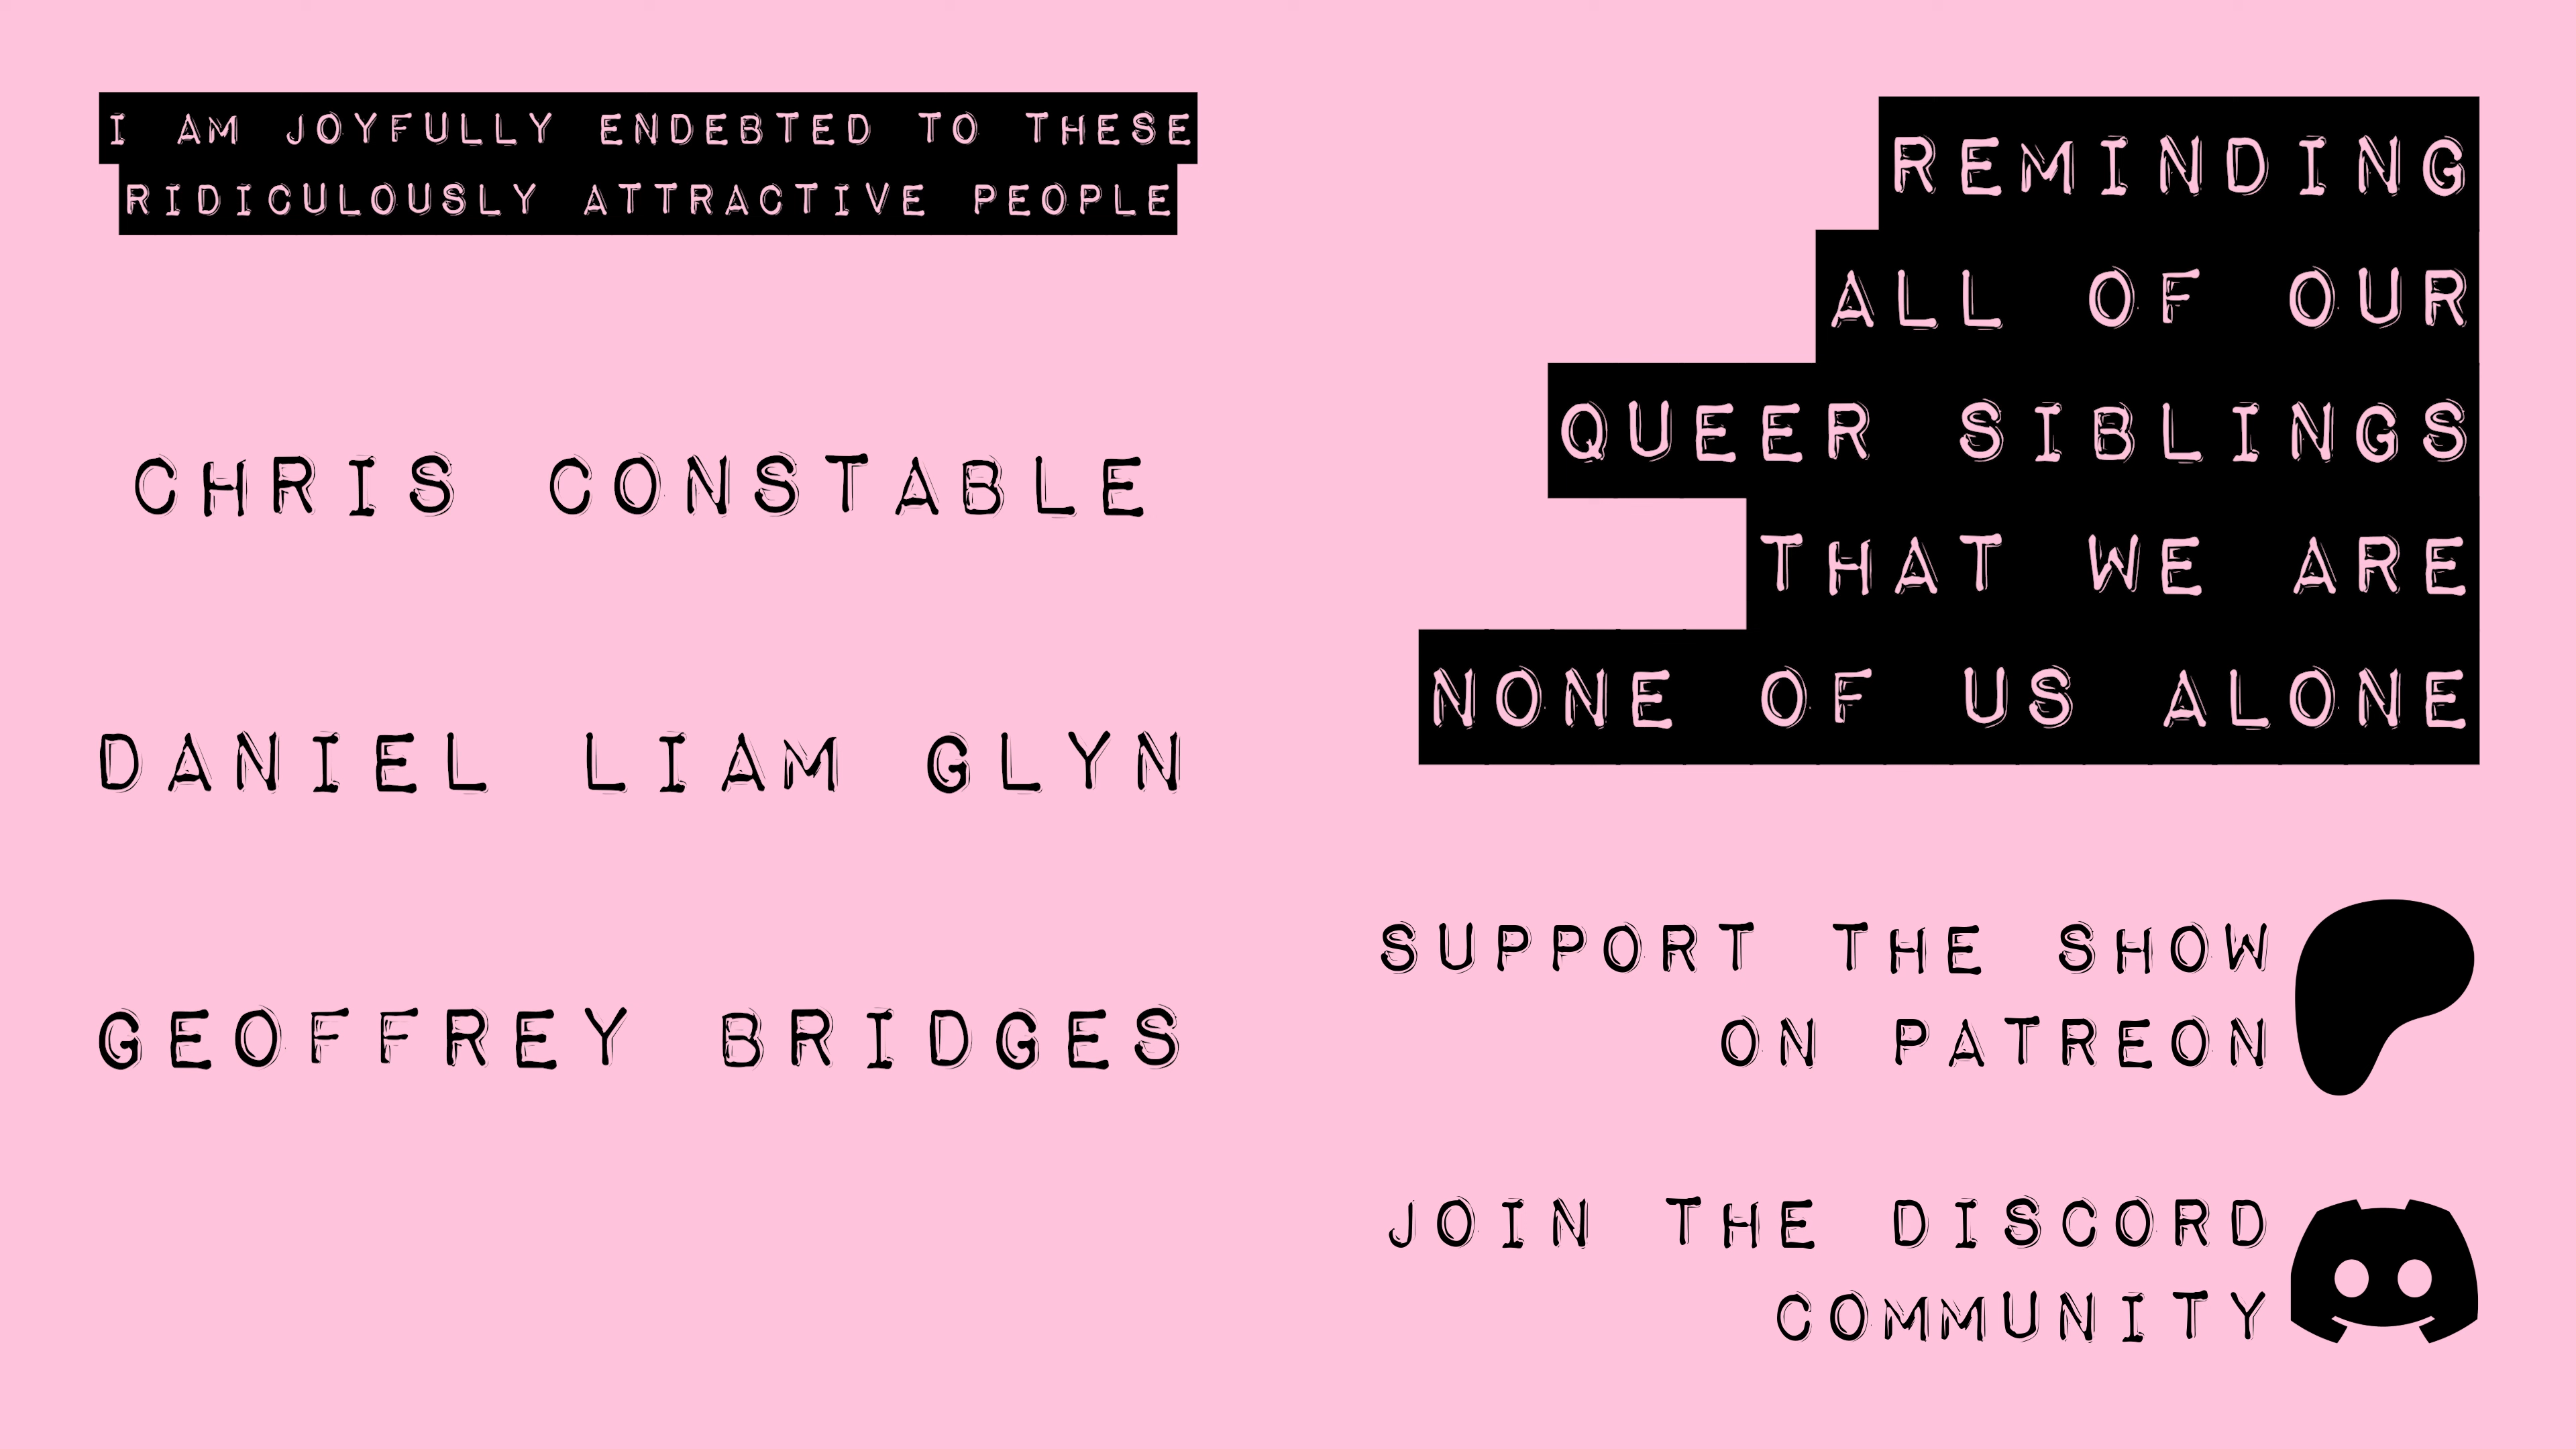 I AM JOYFULLY ENDEBTED TO THESE
RIDICULOUSLY ATTRACTIVE PEOPLE
CHRIS CONSTABLE
DANIEL LIAM GLYN
GEOFFREY BRIDGES
REMINDING
ALL OF OUR
QUEER SIBLINGS
THAT WE ARE
NONE OF US ALONE
SUPPORT THE SHOW
ON PATREON
JOIN THE DISCORD
COMMUNITY